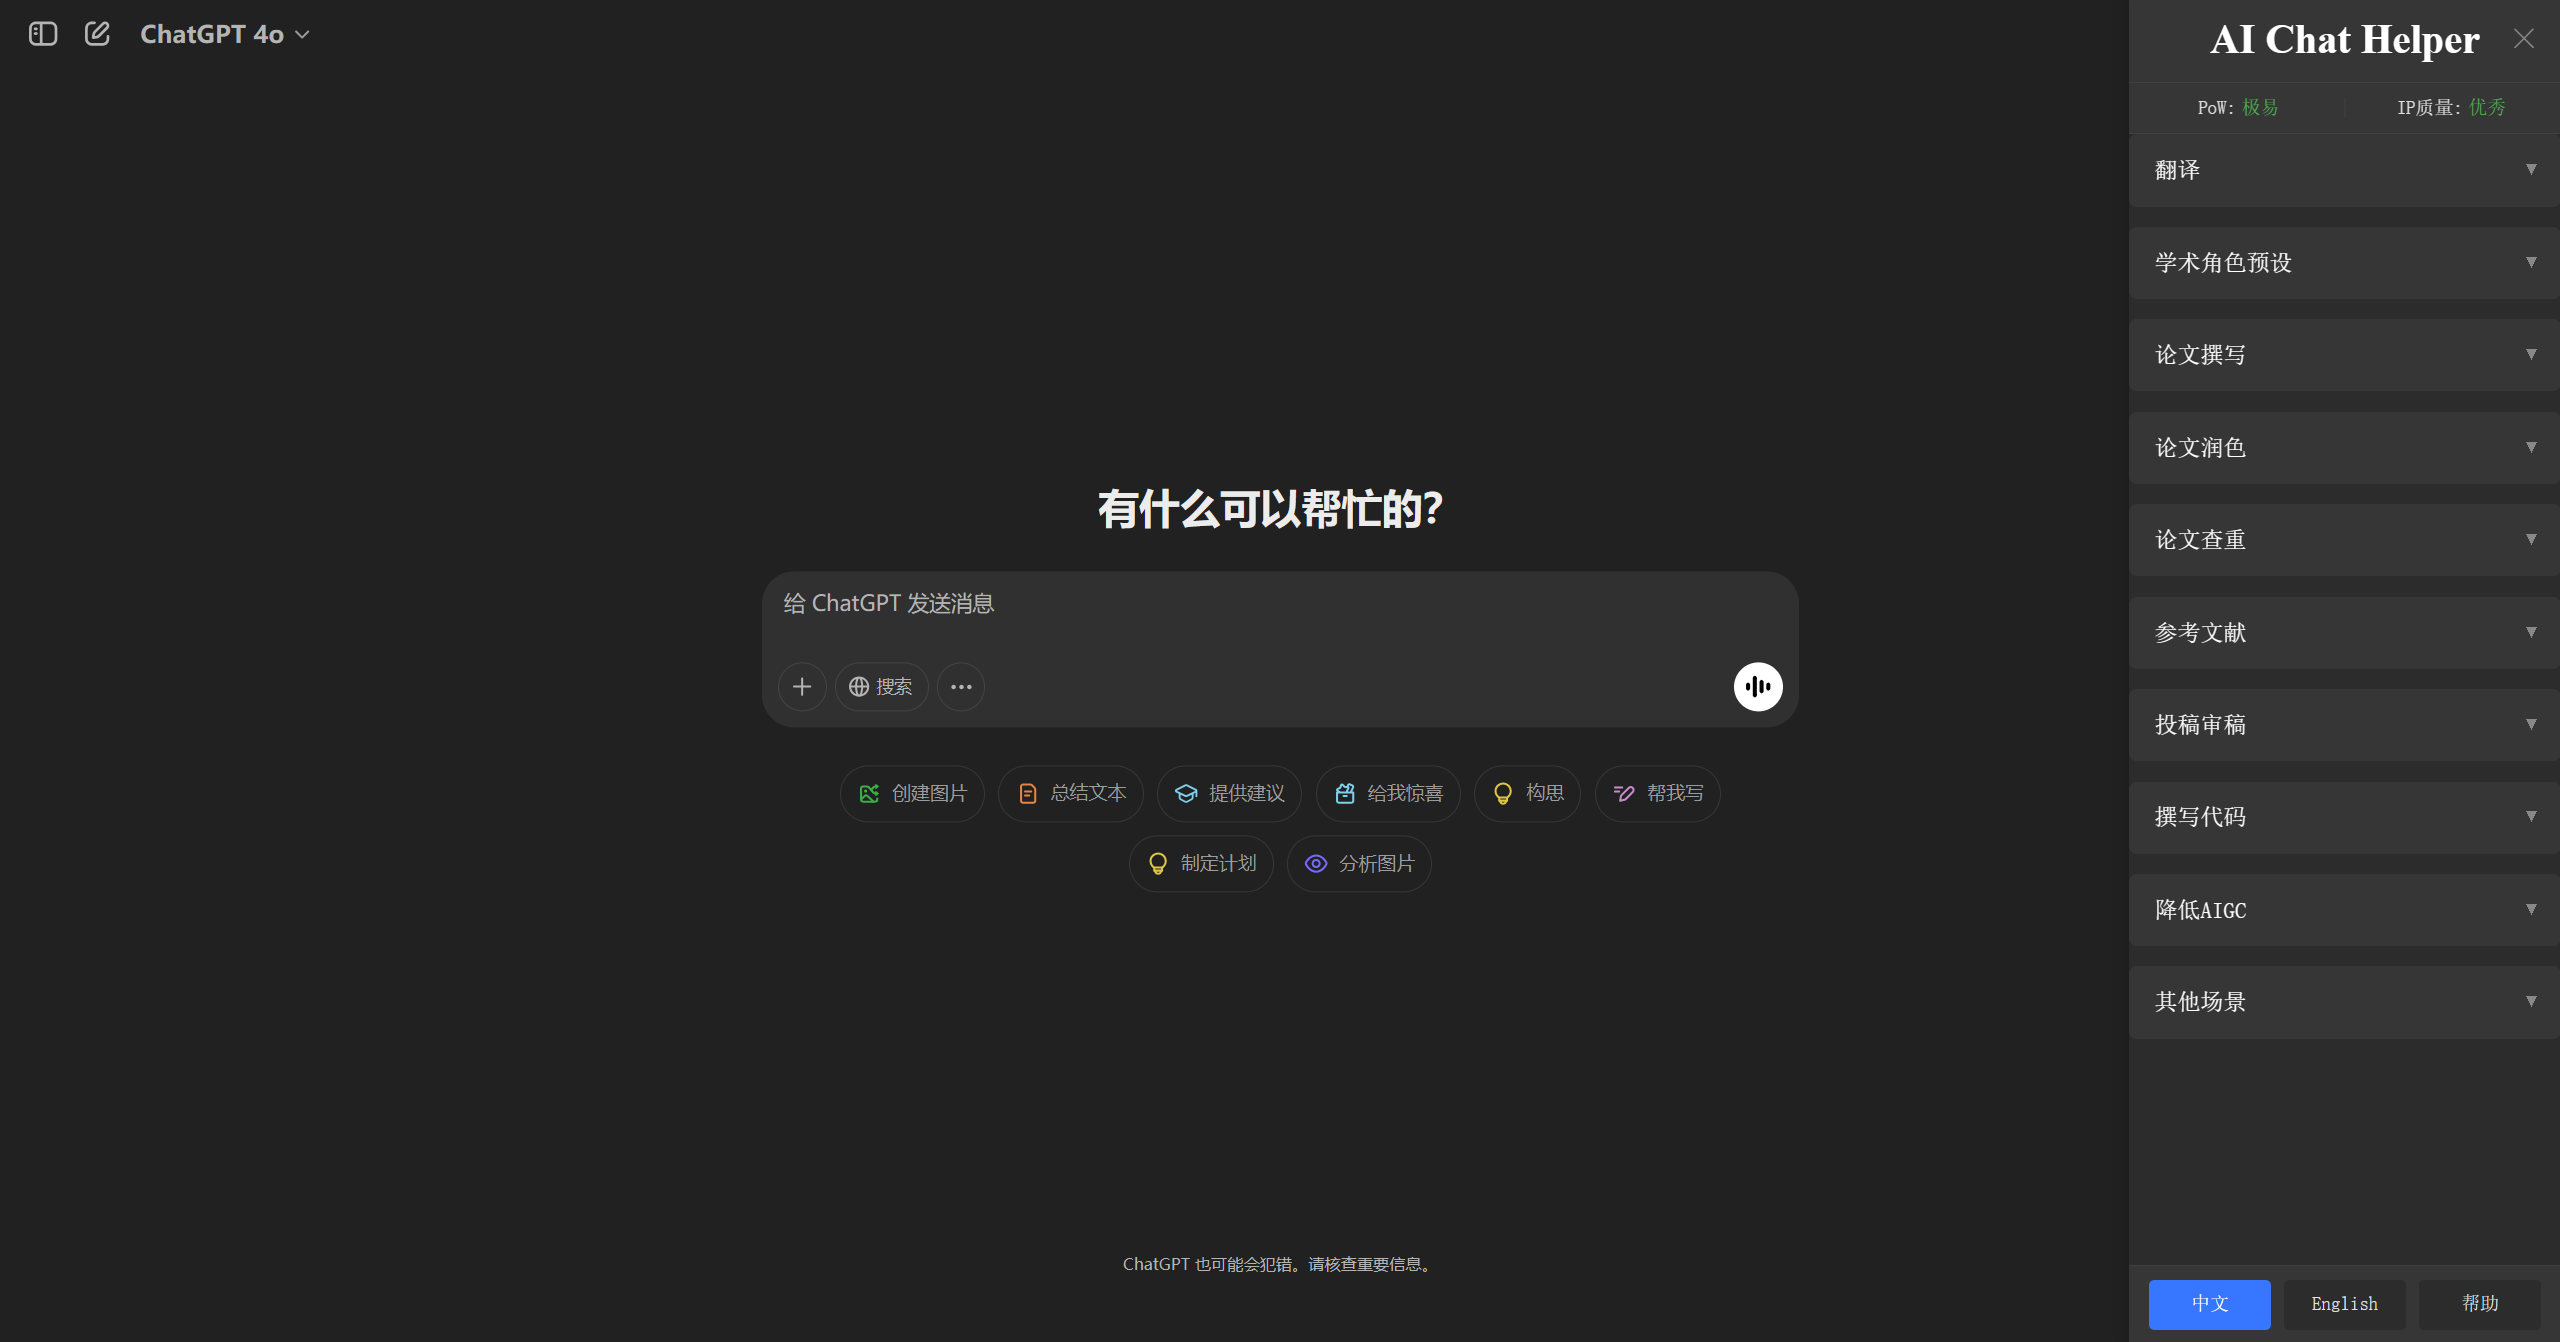 ChatGPT 4o
有什么可以帮忙的？
给 ChatGPT 发送消息
搜索
创建图片 总结文本 提供建议 给我惊喜 构思 帮我写
制定计划 分析图片
ChatGPT 也可能会犯错。请核查重要信息。
AI Chat Helper
PoW: 极易 IP质量: 优秀
翻译
学术角色预设
论文撰写
论文润色
论文查重
参考文献
投稿审稿
撰写代码
降低AIGC
其他场景
中文 English 帮助